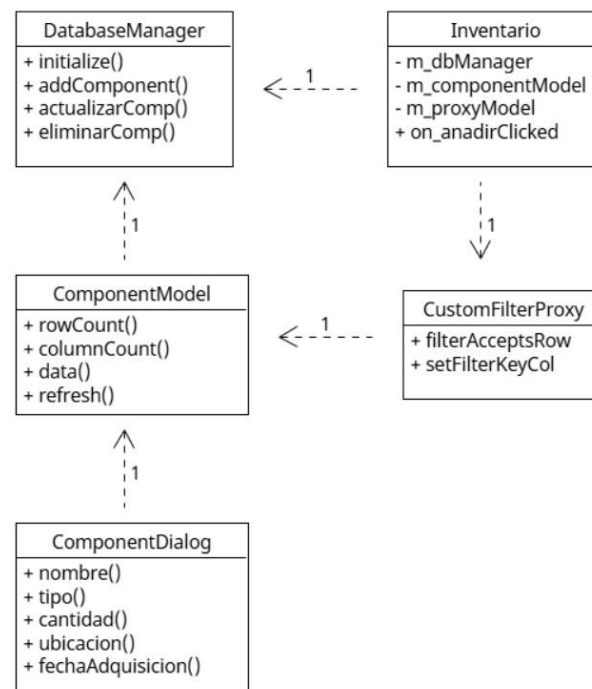 DatabaseManager
+ initialize()
+ addComponent()
+ actualizarComp()
+ eliminarComp()
1
Inventario
- m_dbManager
- m_componentModel
- m_proxyModel
+ on_anadirClicked
1
1
ComponentModel
+ rowCount()
+ columnCount()
+ data()
+ refresh()
1
CustomFilterProxy
+ filterAcceptsRow
+ setFilterKeyCol
1
ComponentDialog
+ nombre()
+ tipo()
+ cantidad()
+ ubicacion()
+ fechaAdquisicion()